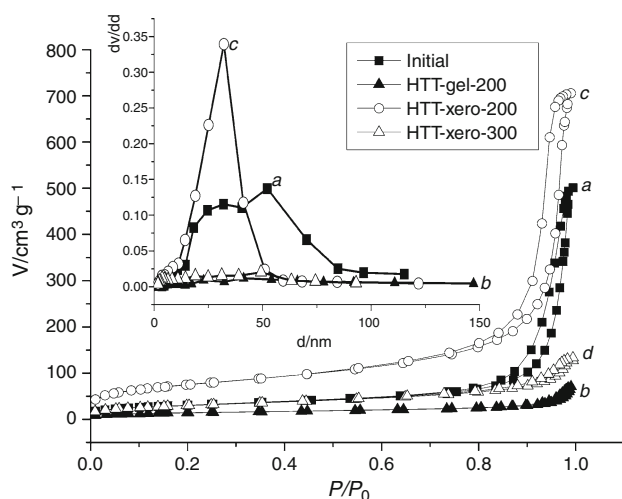 dv/dd
0.35
0.30
0.25
0.20
0.15
0.10
0.05
0.00
0
50
100
150
d/nm
c
a
b
Initial
HTT-gel-200
HTT-xero-200
HTT-xero-300
V/cm³ g⁻¹
800
700
600
500
400
300
200
100
0
c
a
d
b
0.0
0.2
0.4
0.6
0.8
1.0
P/P₀